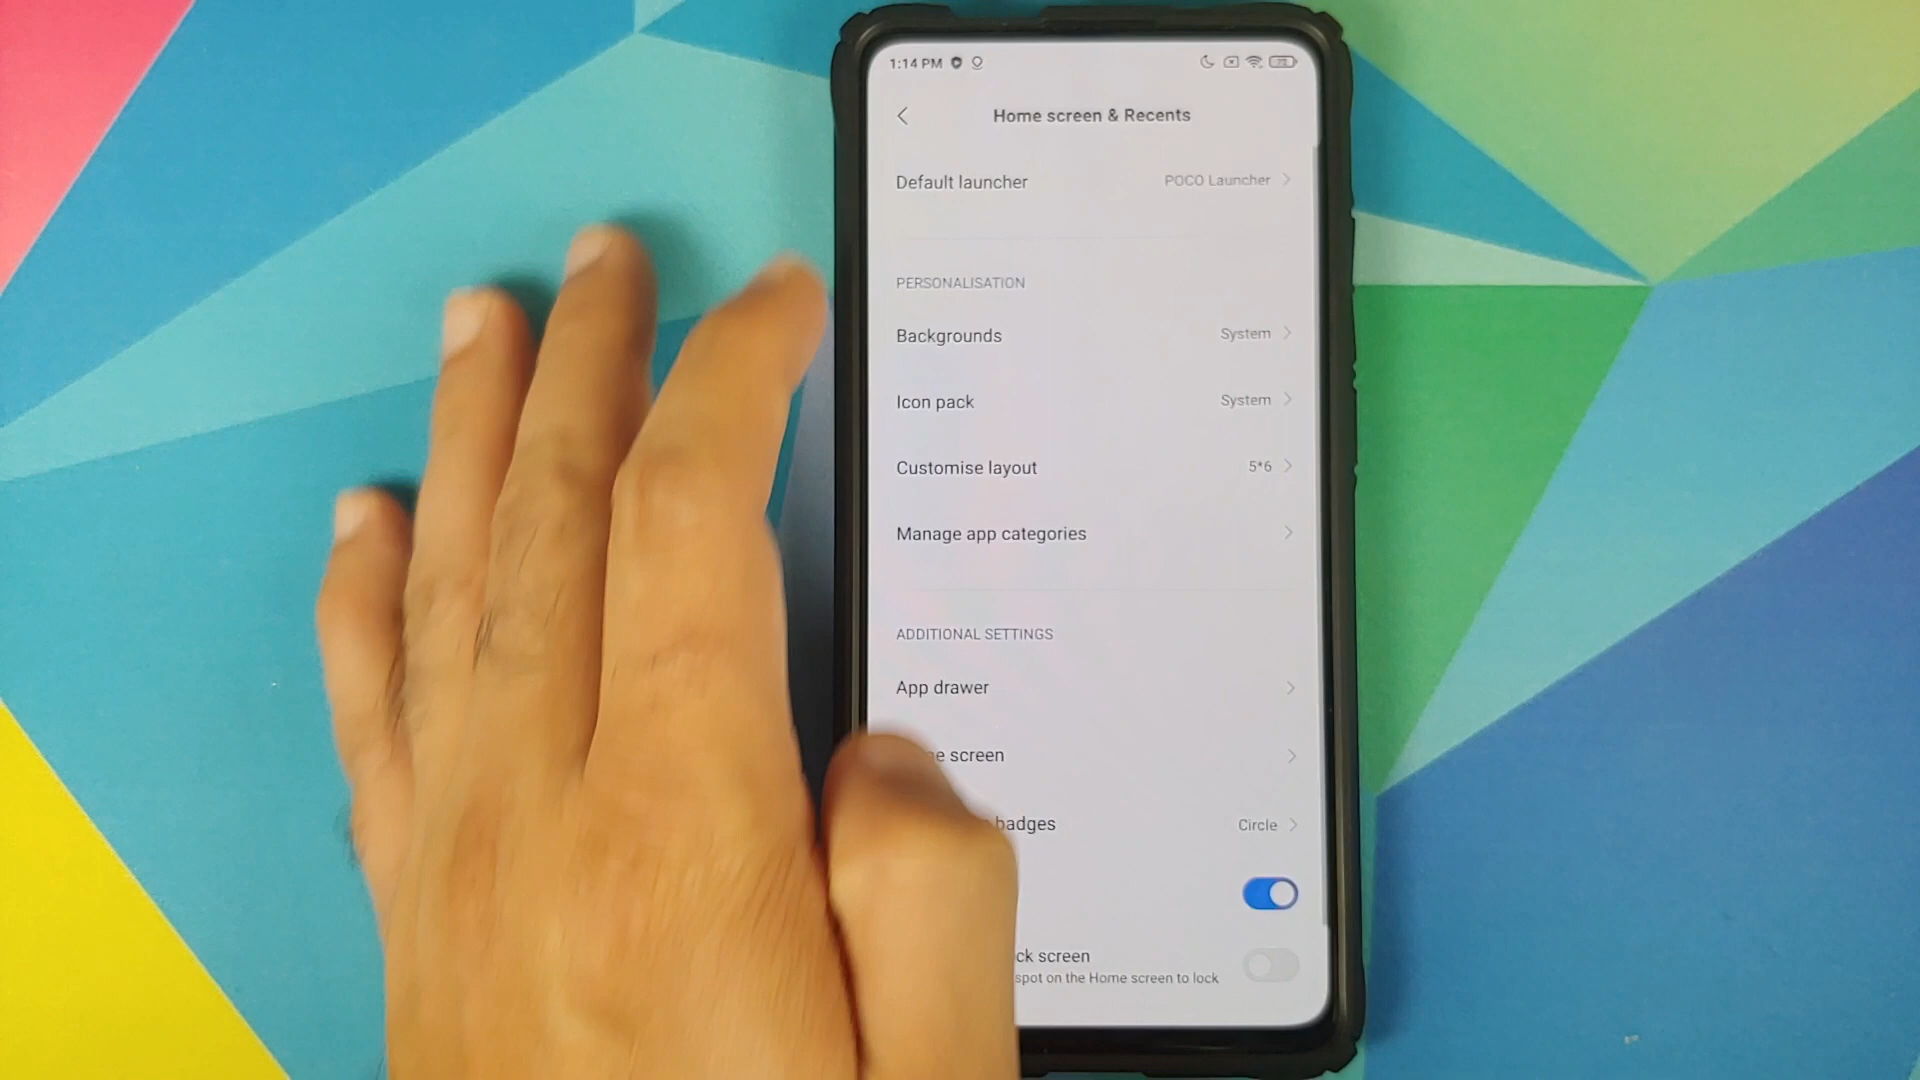 1:14 PM
Home screen & Recents
Default launcher POCO Launcher
PERSONALISATION
Backgrounds System
Icon pack System
Customise layout 5*6
Manage app categories
ADDITIONAL SETTINGS
App drawer
screen
badges Circle
screen
spot on the Home screen to lock